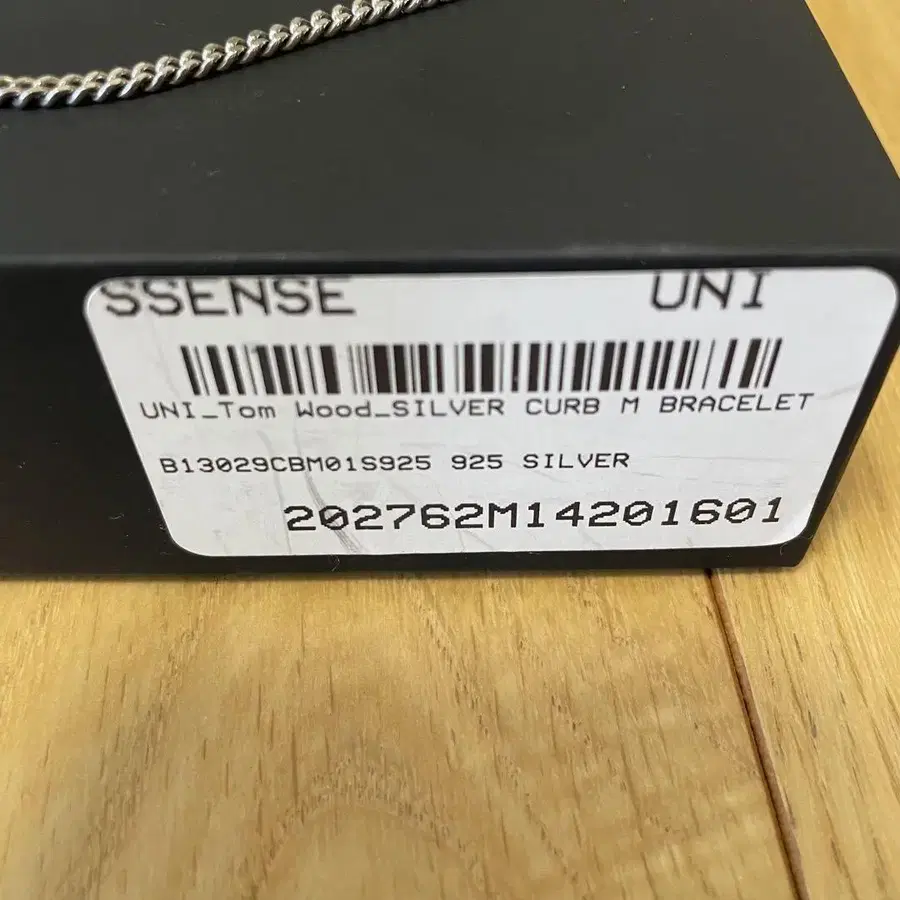 SSENSE UNI
UNI_Tom Wood_SILVER CURB M BRACELET
B13029CBM01S925 925 SILVER
202762M14201601